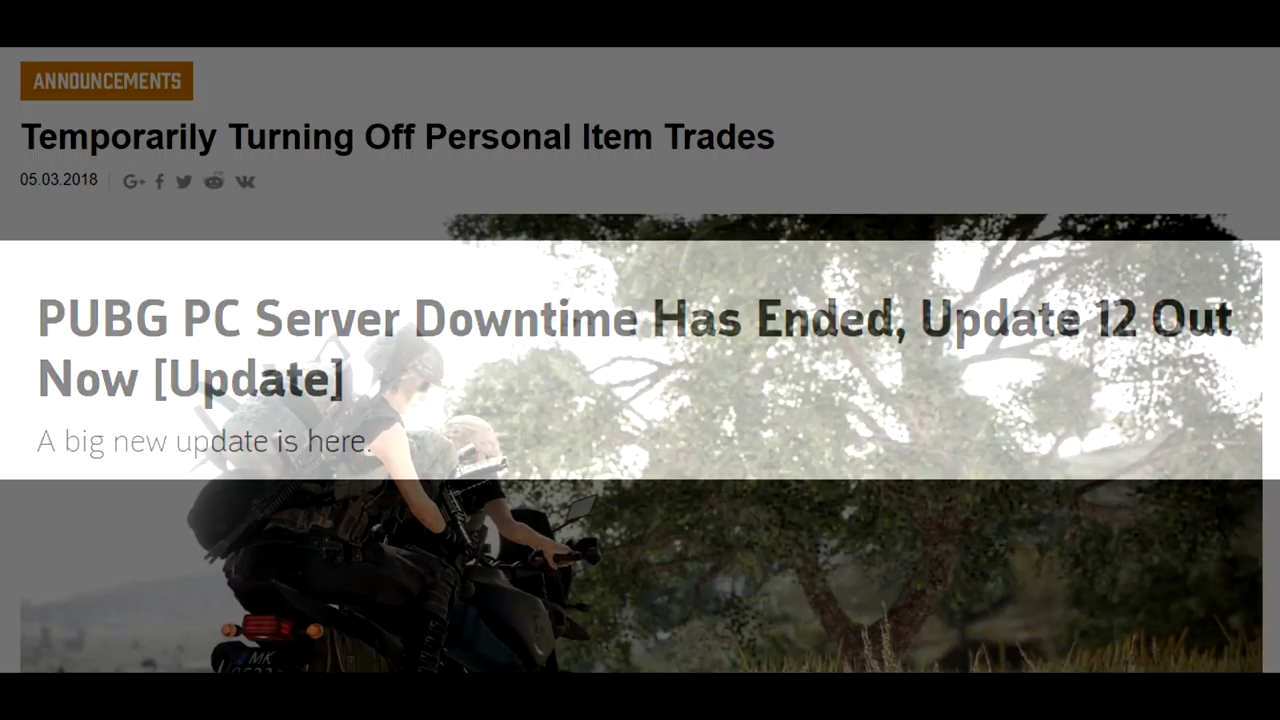 ANNOUNCEMENTS
Temporarily Turning Off Personal Item Trades
05.03.2018
PUBG PC Server Downtime Has Ended, Update 12 Out
Now [Update]
A big new update is here.
MK